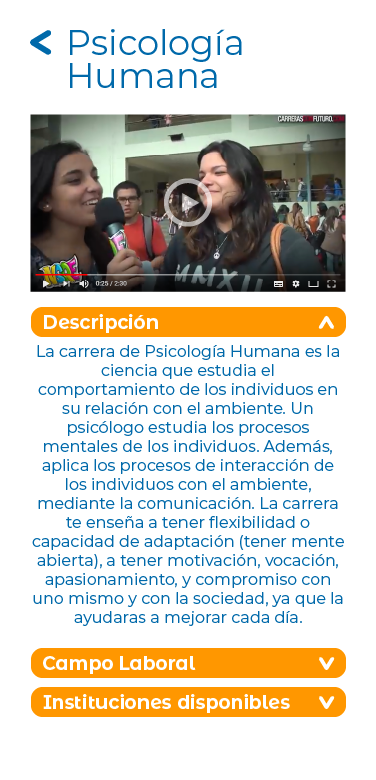 Psicología
Humana
CARRERAS FUTURO.
0:25 / 2:30
Descripción
La carrera de Psicología Humana es la
ciencia que estudia el
comportamiento de los individuos en
su relación con el ambiente. Un
psicólogo estudia los procesos
mentales de los individuos. Además,
aplica los procesos de interacción de
los individuos con el ambiente,
mediante la comunicación. La carrera
te enseña a tener flexibilidad o
capacidad de adaptación (tener mente
abierta), a tener motivación, vocación,
apasionamiento, y compromiso con
uno mismo y con la sociedad, ya que la
ayudaras a mejorar cada día.
Campo Laboral
Instituciones disponibles